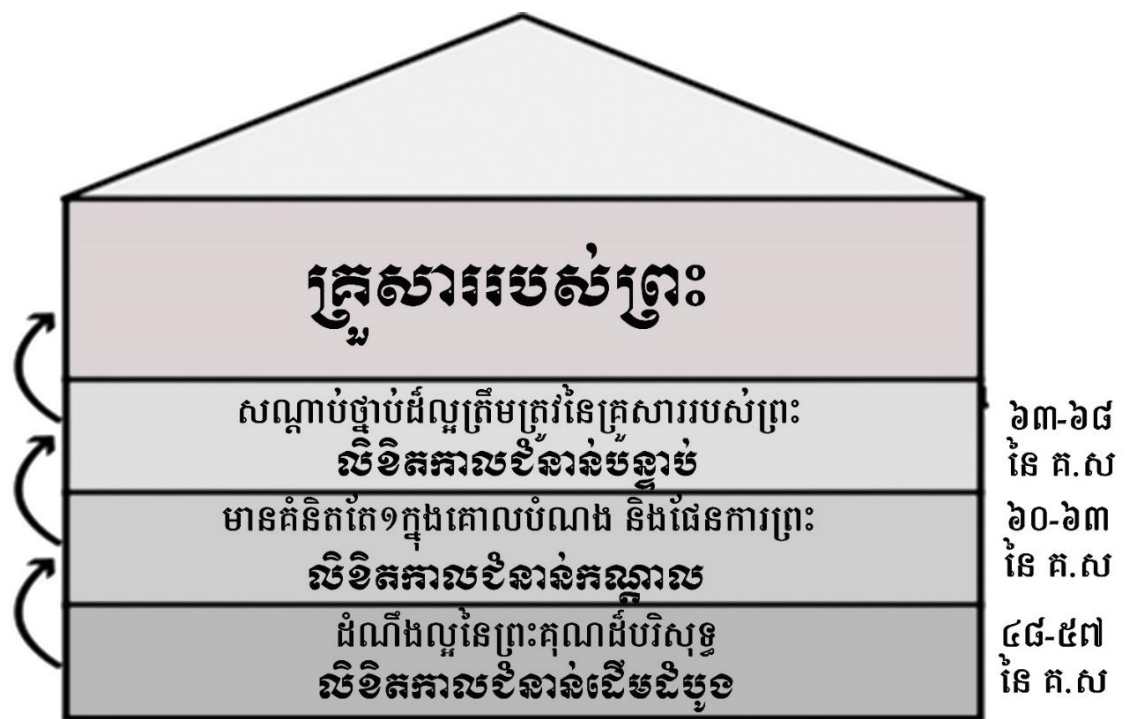 គ្រួសាររបស់ព្រះ
សណ្ដាប់ធ្នាប់ដ៏ល្អត្រឹមត្រូវនៃគ្រួសាររបស់ព្រះ
លិខិតកាលជំនាន់បន្ទាប់
៦៣-៦៨
នៃ គ.ស
មានគំនិតតែ១ក្នុងគោលបំណង និងផែនការព្រះ
លិខិតកាលជំនាន់កណ្ដាល
៦០-៦៣
នៃ គ.ស
ដំណឹងល្អនៃព្រះគុណដ៏បរិសុទ្ធ
លិខិតកាលជំនាន់ដើមដំបូង
៤៨-៥៧
នៃ គ.ស